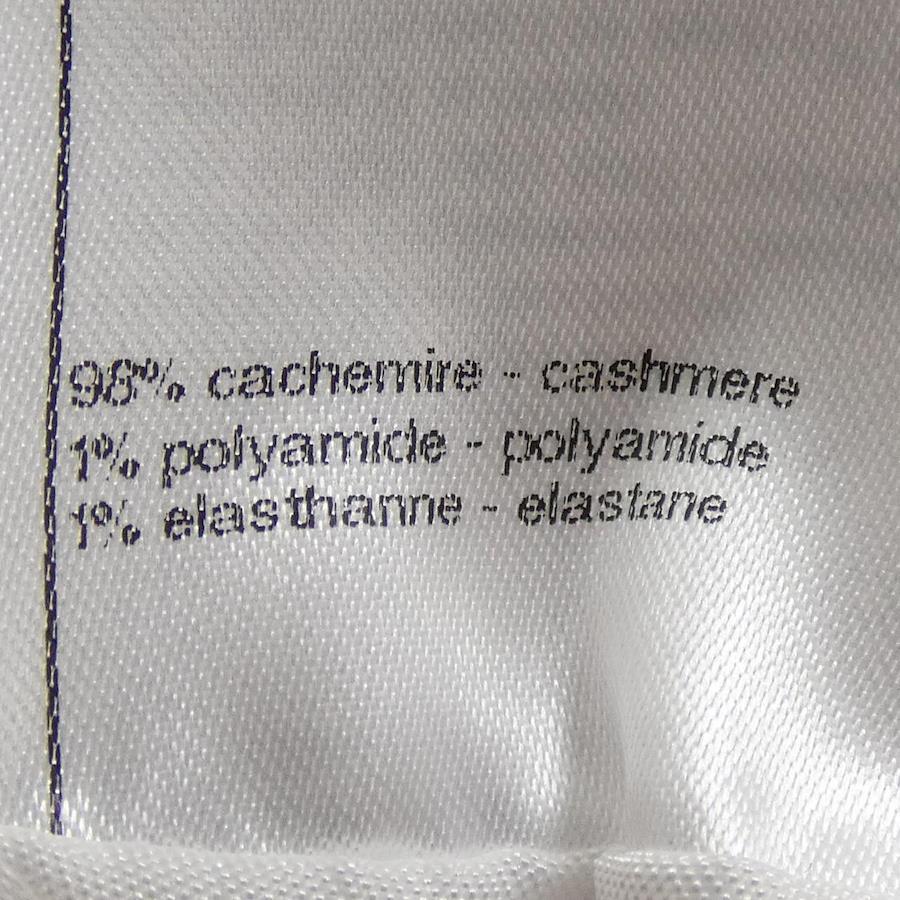 98% cachemire - cashmere
1% polyamide - polyamide
1% elasthanne - elastane